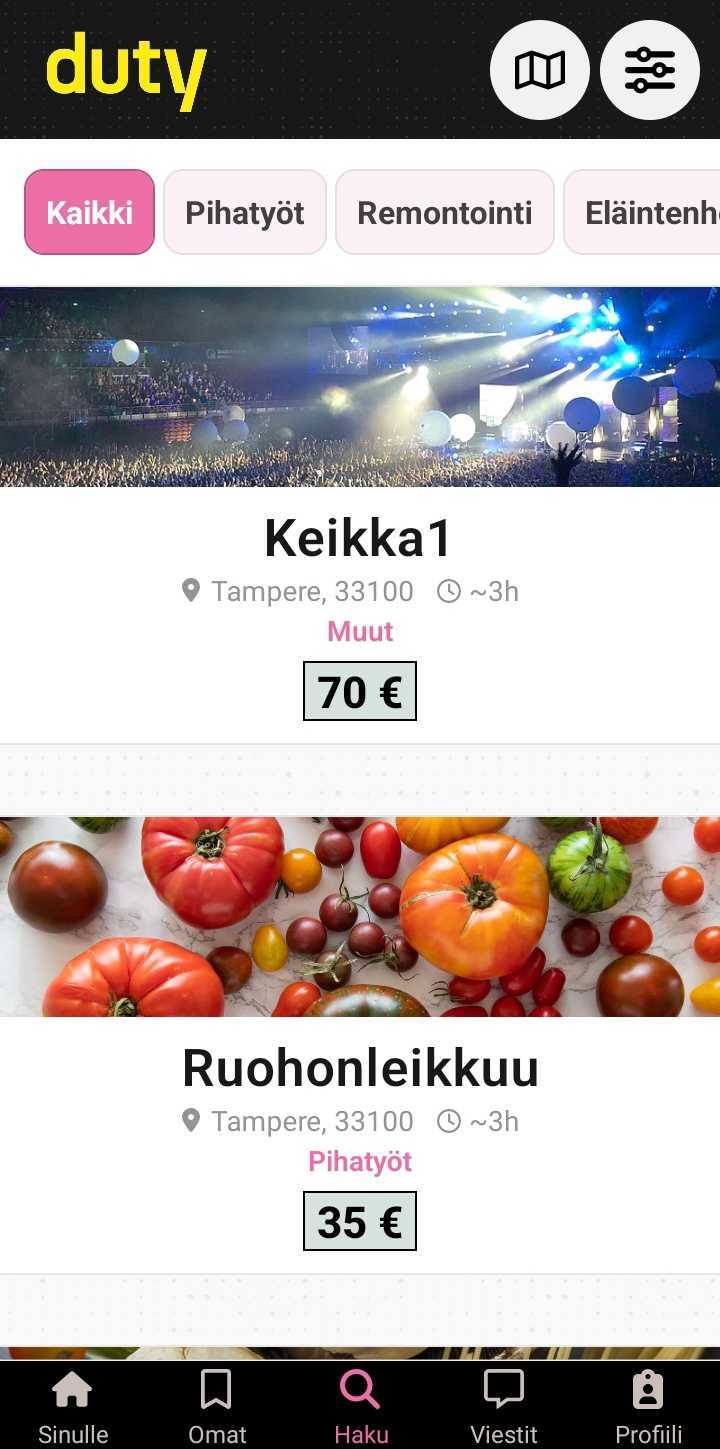 duty
Kaikki
Pihatyöt
Remontointi
Eläintenh
Keikka1
Tampere, 33100
~3h
Muut
70 €
Ruohonleikkuu
Tampere, 33100
~3h
Pihatyöt
35 €
Sinulle
Omat
Haku
Viestit
Profiili